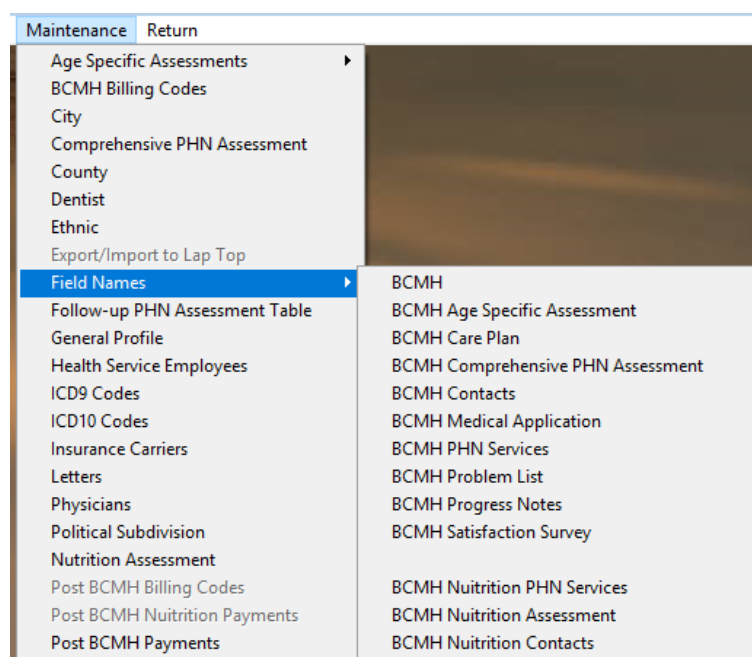 Maintenance Return
Age Specific Assessments
BCMH Billing Codes
City
Comprehensive PHN Assessment
County
Dentist
Ethnic
Export/Import to Lap Top
Field Names
Follow-up PHN Assessment Table
General Profile
Health Service Employees
ICD9 Codes
ICD10 Codes
Insurance Carriers
Letters
Physicians
Political Subdivision
Nutrition Assessment
Post BCMH Billing Codes
Post BCMH Nuitrition Payments
Post BCMH Payments
BCMH
BCMH Age Specific Assessment
BCMH Care Plan
BCMH Comprehensive PHN Assessment
BCMH Contacts
BCMH Medical Application
BCMH PHN Services
BCMH Problem List
BCMH Progress Notes
BCMH Satisfaction Survey
BCMH Nuitrition PHN Services
BCMH Nuitrition Assessment
BCMH Nuitrition Contacts